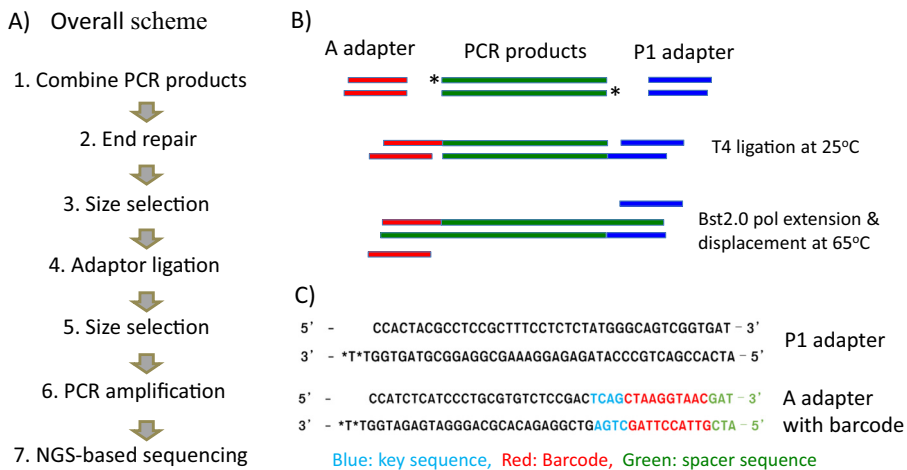 A) Overall scheme
1. Combine PCR products
2. End repair
3. Size selection
4. Adaptor ligation
5. Size selection
6. PCR amplification
7. NGS-based sequencing
B)
A adapter PCR products P1 adapter
*
*
T4 ligation at 25°C
Bst2.0 pol extension &
displacement at 65°C
C)
5' - CCACTACGCCTCCGCTTTCCTCTCTATGGGCAGTCGGTGAT - 3'
3' - *T*TGGTGATGCGGAGGCGAAAGGAGAGATACCCGTCAGCCACTA - 5'
P1 adapter
5' - CCATCTCATCCCTGCGTGTCTCCGACTCAGCTAAGGTAACGAT - 3'
3' - *T*TGGTAGAGTAGGGACGCACAGAGGCTGAGTCGATTCCATTGCTA - 5'
A adapter
with barcode
Blue: key sequence, Red: Barcode, Green: spacer sequence